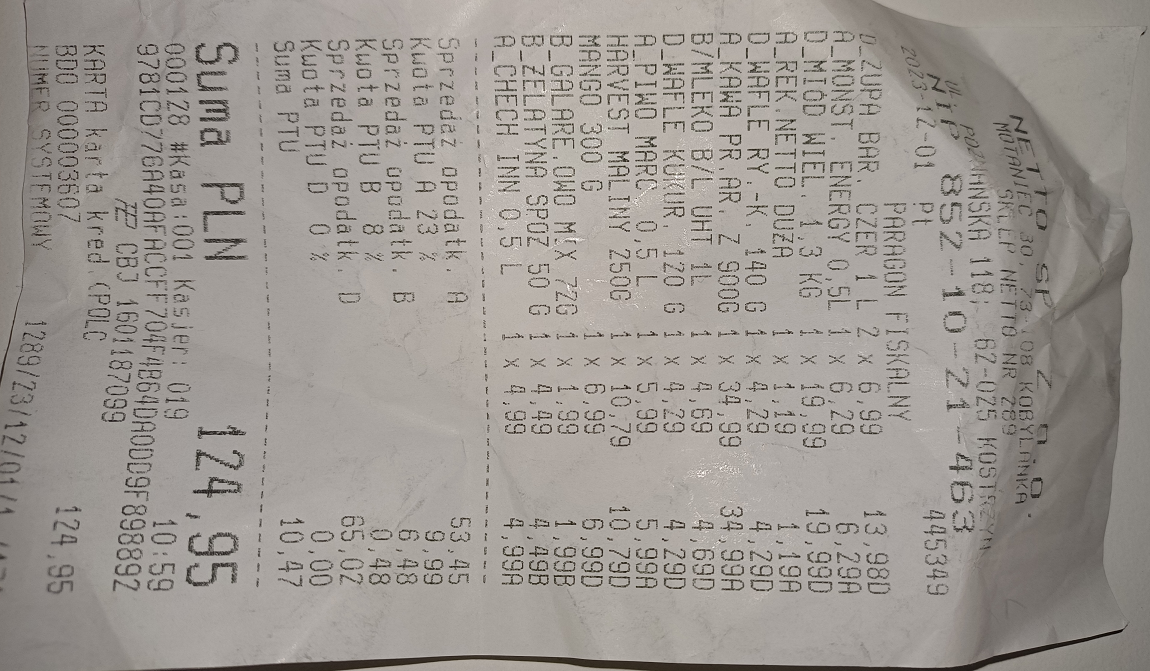 NETTO SP. Z O.O.
MOTANIEC 30 73-108 KOBYLANKA.
SKLEP NETTO NR 289
ul. POZNAŃSKA 118; 62-025 KOSTRZYN
NIP 852-10-21-463
2023-12-01 Pt 445349
PARAGON FISKALNY
D_ZUPA BAR. CZER 1 L 2 x 6,99 13,98D
A_MONST. ENERGY 0,5L 1 x 6,29 6,29A
D_MIOD WIEL. 1,3 KG 1 x 19,99 19,99D
A REK.NETTO DUZA 1 x 1,19 1,19A
D_WAFLE RY.-K. 140 G 1 x 4,29 4,29D
A_KAWA PR.AR. Z 900G 1 x 34,99 34,99A
B/MLEKO B/L UHT 1L 1 x 4,69 4,69D
D_WAFLE KUKUR. 120 G 1 x 4,29 4,29D
A_PIWO MARG 0,5 L 1 x 5,99 5,99A
HARVEST MALINY 250G 1 x 10,79 10,79D
MANGO 300 G 1 x 6,99 6,99D
B_GALARE.OWO MIX 72G 1 x 1,99 1,99B
B_ZELATYNA SPOZ 50 G 1 x 4,49 4,49B
A_CHECH INN 0,5 L 1 x 4,99 4,99A
Sprzedaż opodatk. A 53,45
Kwota PTU A 23 % 9,99
Sprzedaż opodatk. B 6,48
Kwota PTU B 8 % 0,48
Sprzedaż opodatk. D 65,02
Kwota PTU D 0 % 0,00
Suma PTU 10,47
Suma PLN 124,95
000128 #Kasa:001 Kasjer: 019 10:59
9781CD776A40AFACCFF704F4B64DA0DD9F898892
CBJ 1601187099
KARTA karta kred.(POLC 124,95
BDO 000003607
NUMER SYSTEMOWY 1289/23/12/01/1